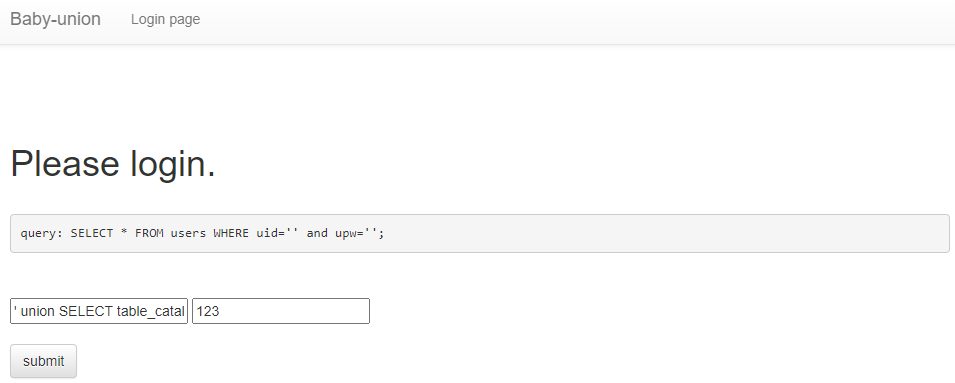 Baby-union Login page
Please login.
query: SELECT * FROM users WHERE uid='' and upw='';
' union SELECT table_catal 123
submit